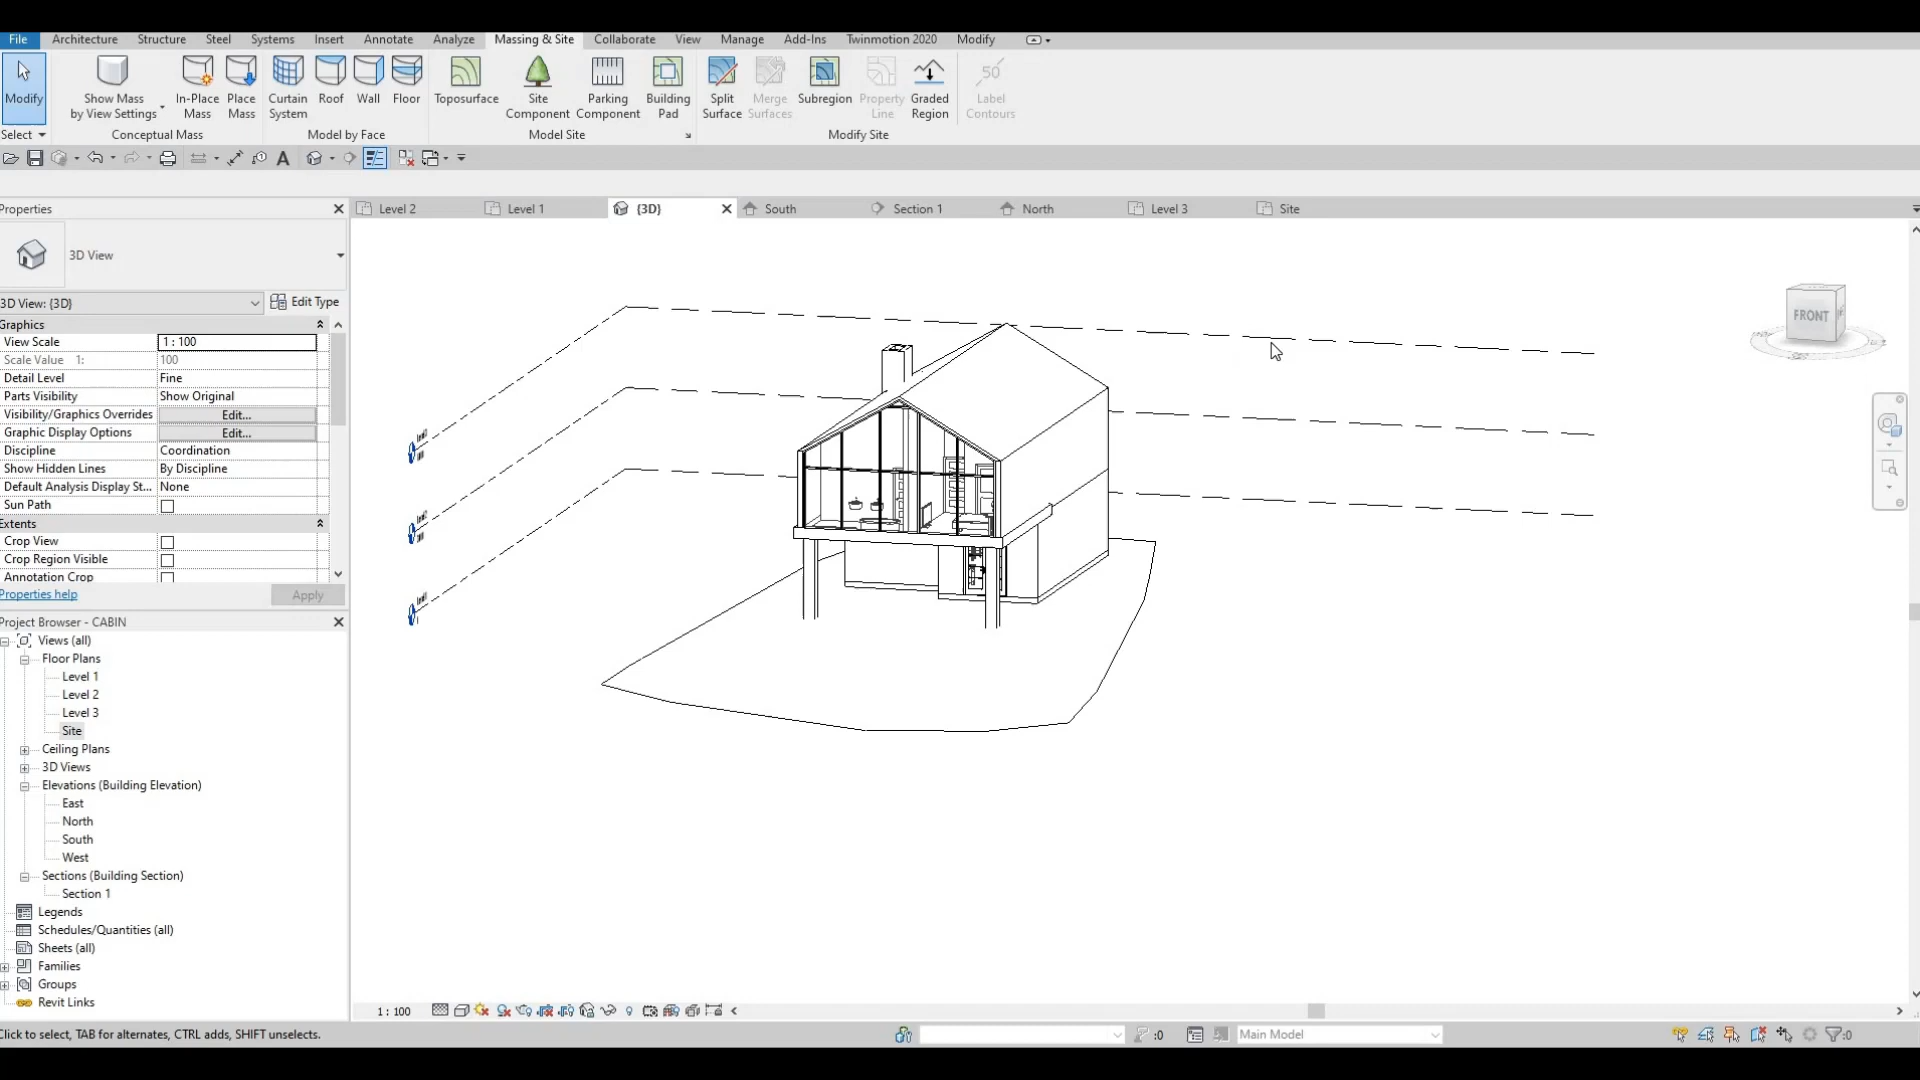 File Architecture Structure Steel Systems Insert Annotate Analyze Massing & Site Collaborate View Manage Add-Ins Twinmotion 2020 Modify
Modify
Show Mass
by View Settings
In-Place
Mass
Place
Mass
Curtain
System
Roof
Wall
Floor
Toposurface
Site
Component
Parking
Component
Building
Pad
Split
Surface
Merge
Surfaces
Subregion
Property
Line
Graded
Region
50
Label
Contours
Select
Conceptual Mass
Model by Face
Model Site
Modify Site
A
Properties
Level 2
Level 1
{3D}
South
Section 1
North
Level 3
Site
3D View
3D View: {3D}
Edit Type
Graphics
View Scale 1 : 100
Scale Value 1: 100
Detail Level Fine
Parts Visibility Show Original
Visibility/Graphics Overrides Edit...
Graphic Display Options Edit...
Discipline Coordination
Show Hidden Lines By Discipline
Default Analysis Display St... None
Sun Path
Extents
Crop View
Crop Region Visible
Annotation Crop
Properties help
Apply
FRONT
Project Browser - CABIN
Views (all)
Floor Plans
Level 1
Level 2
Level 3
Site
Ceiling Plans
3D Views
Elevations (Building Elevation)
East
North
South
West
Sections (Building Section)
Section 1
Legends
Schedules/Quantities (all)
Sheets (all)
Families
Groups
Revit Links
1 : 100
Click to select, TAB for alternates, CTRL adds, SHIFT unselects.
:0
Main Model
:0